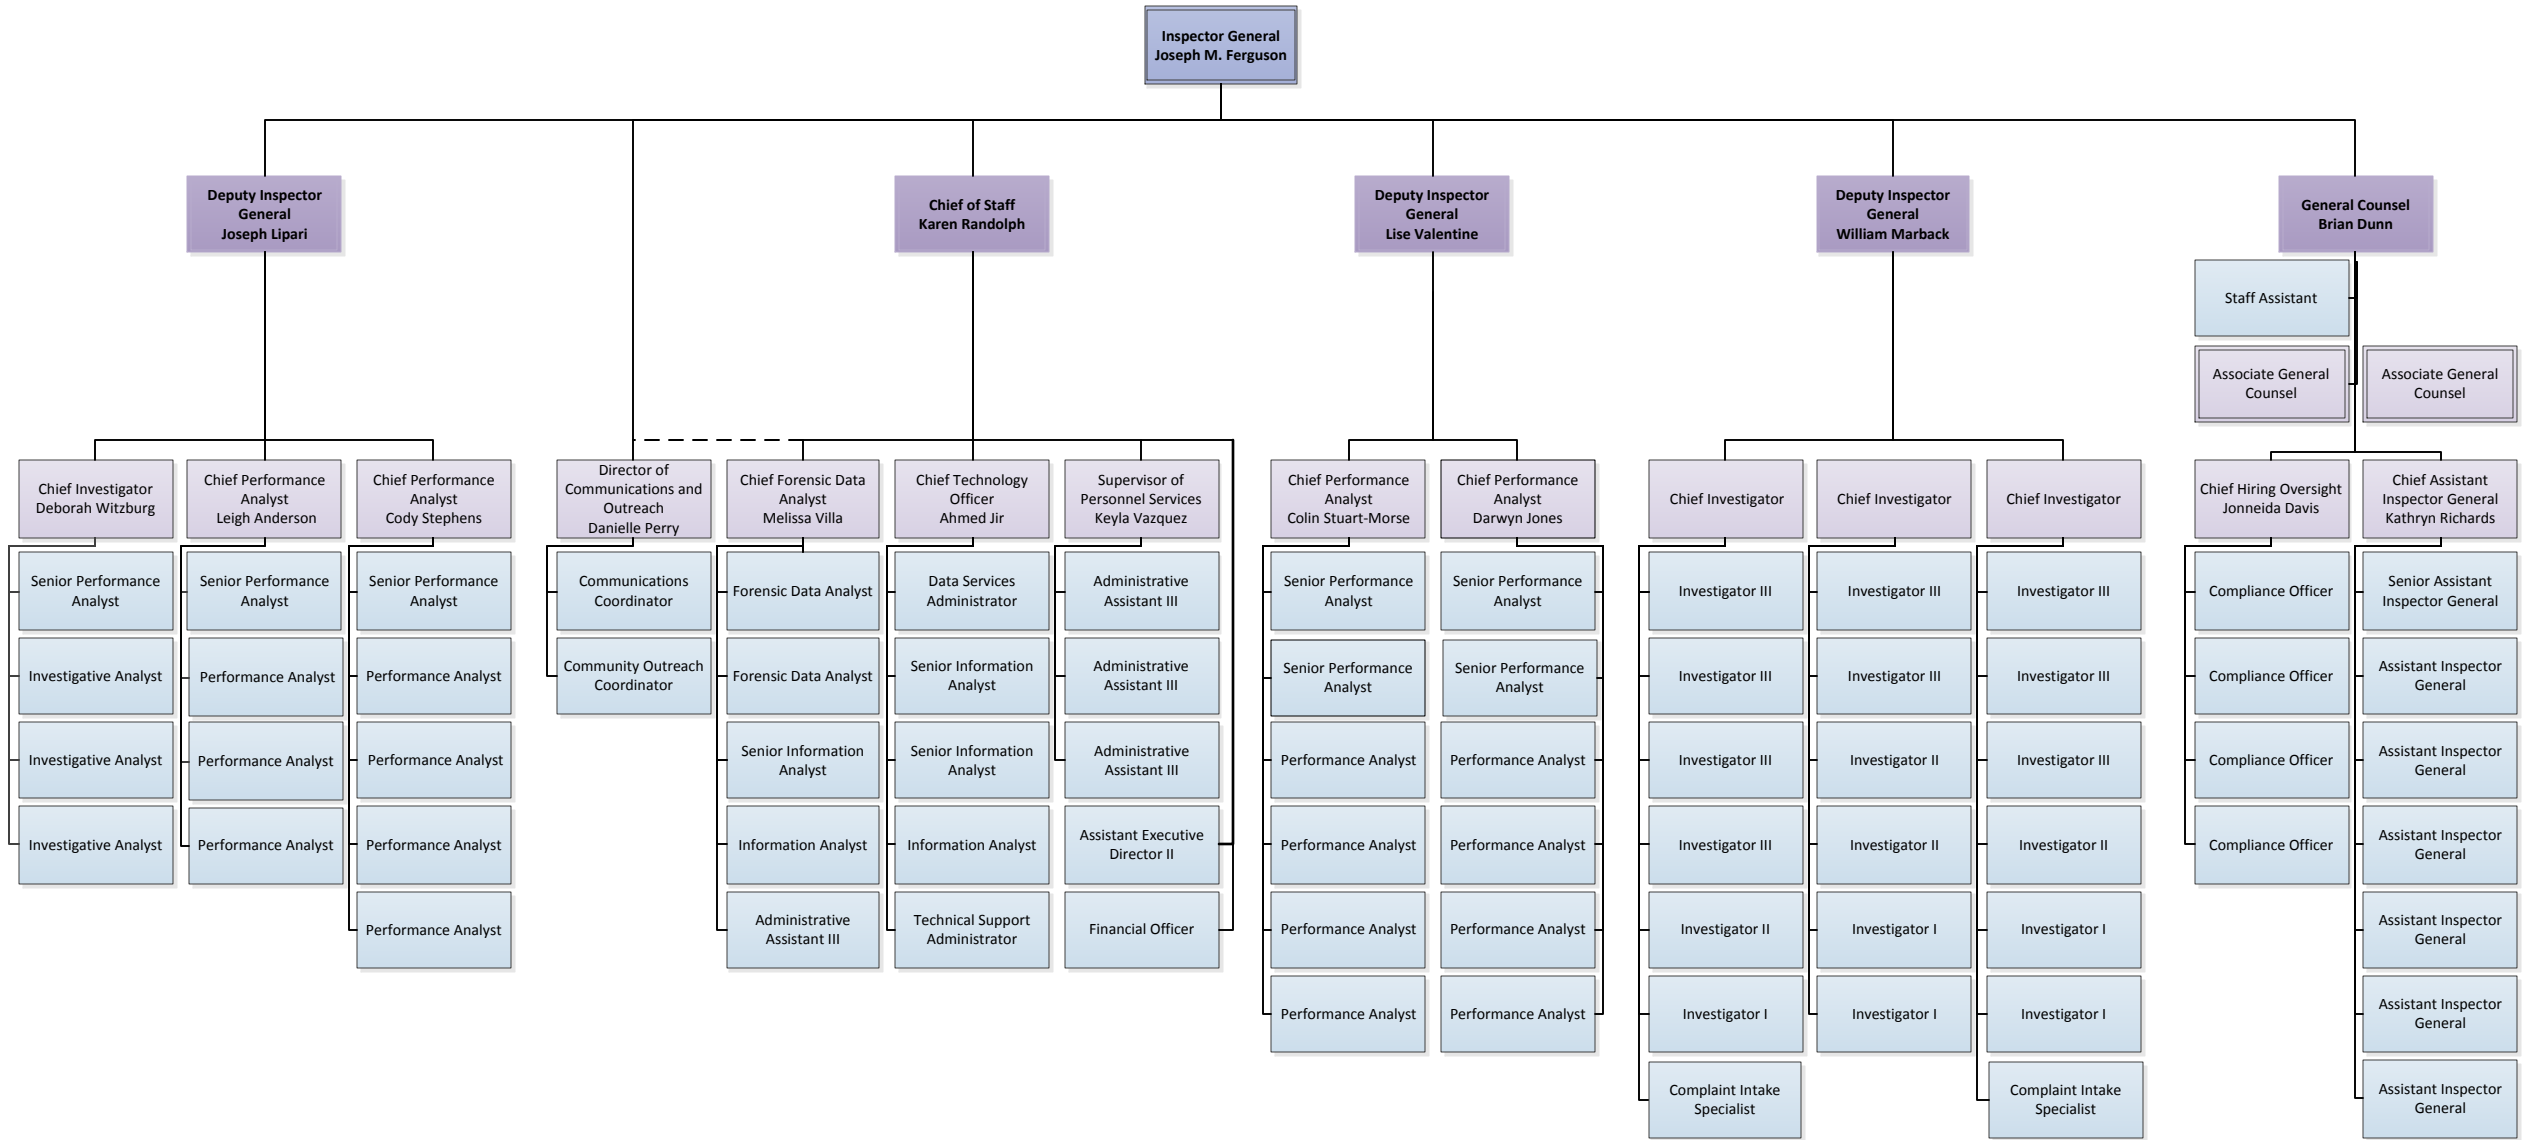 Inspector General
Joseph M. Ferguson
Deputy Inspector
General
Joseph Lipari
Chief of Staff
Karen Randolph
Deputy Inspector
General
Lise Valentine
Deputy Inspector
General
William Marback
General Counsel
Brian Dunn
Staff Assistant
Associate General
Counsel
Associate General
Counsel
Chief Investigator
Deborah Witzburg
Senior Performance
Analyst
Investigative Analyst
Investigative Analyst
Investigative Analyst
Chief Performance
Analyst
Leigh Anderson
Senior Performance
Analyst
Performance Analyst
Performance Analyst
Performance Analyst
Chief Performance
Analyst
Cody Stephens
Senior Performance
Analyst
Performance Analyst
Performance Analyst
Performance Analyst
Performance Analyst
Director of
Communications and
Outreach
Danielle Perry
Communications
Coordinator
Community Outreach
Coordinator
Chief Forensic Data
Analyst
Melissa Villa
Forensic Data Analyst
Forensic Data Analyst
Senior Information
Analyst
Information Analyst
Administrative
Assistant III
Chief Technology
Officer
Ahmed Jir
Data Services
Administrator
Senior Information
Analyst
Senior Information
Analyst
Information Analyst
Technical Support
Administrator
Supervisor of
Personnel Services
Keyla Vazquez
Administrative
Assistant III
Administrative
Assistant III
Administrative
Assistant III
Assistant Executive
Director II
Financial Officer
Chief Performance
Analyst
Colin Stuart-Morse
Senior Performance
Analyst
Senior Performance
Analyst
Performance Analyst
Performance Analyst
Performance Analyst
Performance Analyst
Chief Performance
Analyst
Darwyn Jones
Senior Performance
Analyst
Senior Performance
Analyst
Performance Analyst
Performance Analyst
Performance Analyst
Performance Analyst
Chief Investigator
Investigator III
Investigator III
Investigator III
Investigator III
Investigator II
Investigator I
Complaint Intake
Specialist
Chief Investigator
Investigator III
Investigator III
Investigator II
Investigator II
Investigator I
Investigator I
Chief Investigator
Investigator III
Investigator III
Investigator III
Investigator II
Investigator I
Investigator I
Complaint Intake
Specialist
Chief Hiring Oversight
Jonneida Davis
Compliance Officer
Compliance Officer
Compliance Officer
Compliance Officer
Chief Assistant
Inspector General
Kathryn Richards
Senior Assistant
Inspector General
Assistant Inspector
General
Assistant Inspector
General
Assistant Inspector
General
Assistant Inspector
General
Assistant Inspector
General
Assistant Inspector
General